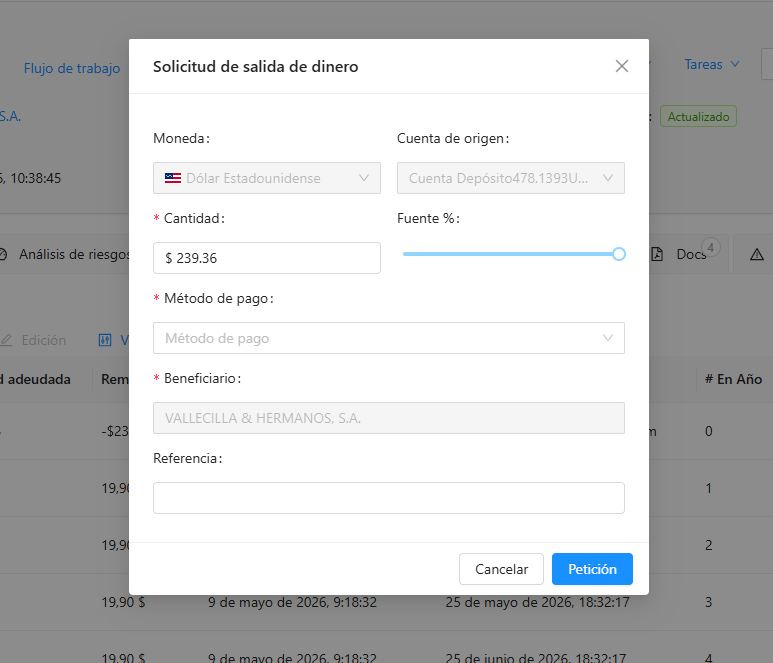 Solicitud de salida de dinero
Flujo de trabajo
Tareas
S.A.
:
Actualizado
Moneda:
Cuenta de origen:
Dólar Estadounidense
Cuenta Depósito478.1393U...
, 10:38:45
* Cantidad:
Fuente %:
$ 239.36
Análisis de riesgos
Docs
4
* Método de pago:
Método de pago
Edición
V
* Beneficiario:
d adeudada
Rem
# En Año
VALLECILLA & HERMANOS, S.A.
-$23
m
0
Referencia:
19,90
1
19,90
2
Cancelar
Petición
19,90 $
9 de mayo de 2026, 9:18:32
25 de mayo de 2026, 18:32:17
3
19,90 $
9 de mayo de 2026, 9:18:32
25 de junio de 2026, 18:32:17
4